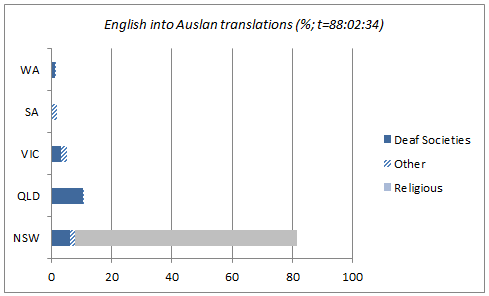 English into Auslan translations (%; t=88:02:34)
WA
SA
VIC
QLD
NSW
0 20 40 60 80 100
Deaf Societies
Other
Religious